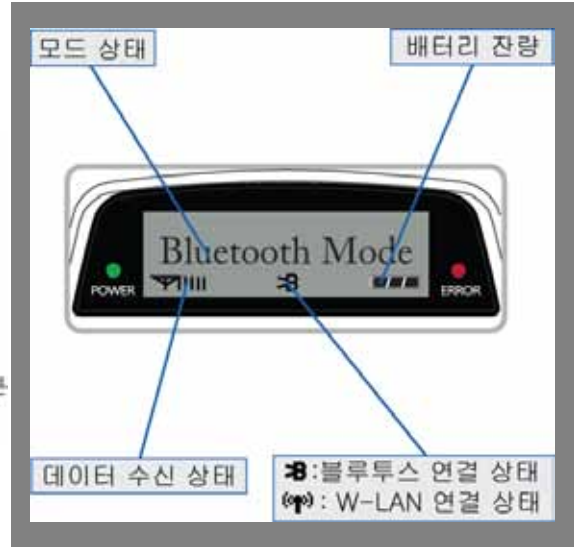 모드 상태
배터리 잔량
Bluetooth Mode
POWER
ERROR
데이터 수신 상태
:블루투스 연결 상태
: W-LAN 연결 상태